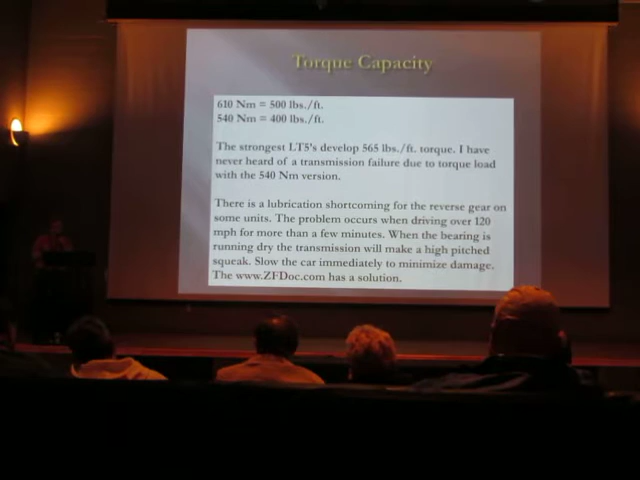 Torque Capacity
610 Nm = 500 lbs./ft.
540 Nm = 400 lbs./ft.
The strongest LT5's develop 565 lbs./ft. torque. I have
never heard of a transmission failure due to torque load
with the 540 Nm version.
There is a lubrication shortcoming for the reverse gear on
some units. The problem occurs when driving over 120
mph for more than a few minutes. When the bearing is
running dry the transmission will make a high pitched
squeak. Slow the car immediately to minimize damage.
The www.ZFDoc.com has a solution.